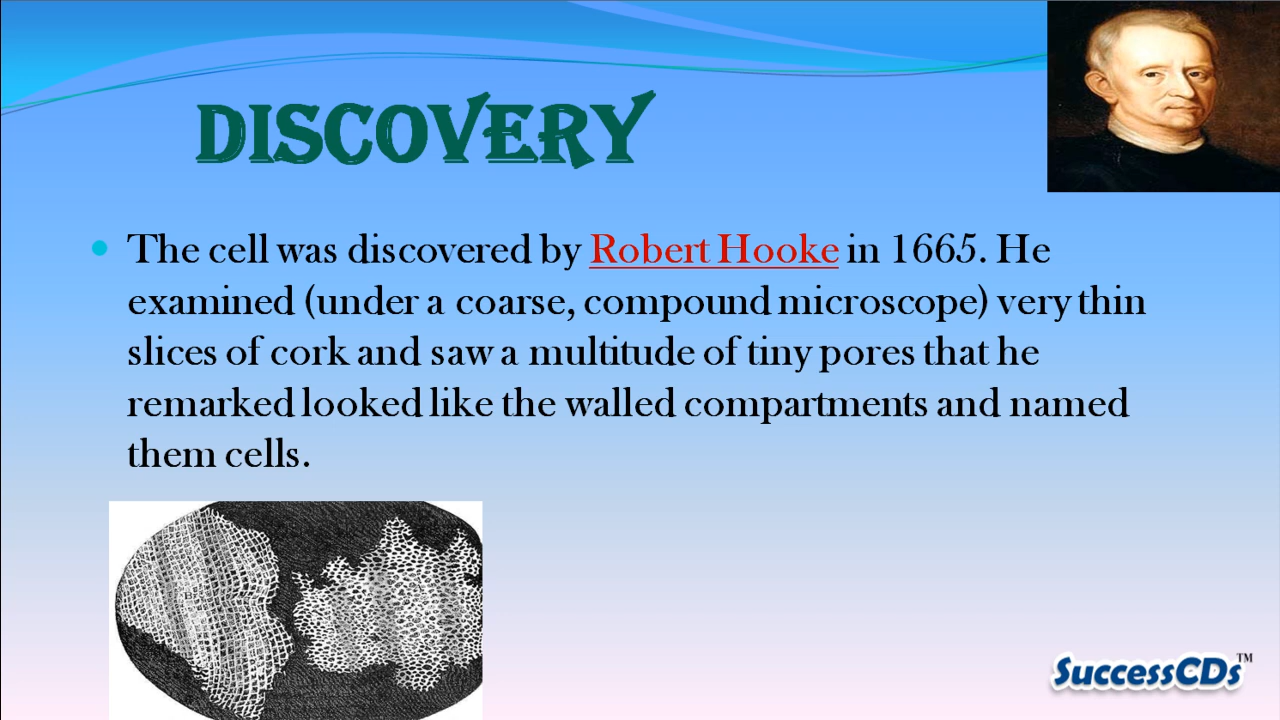 DISCOVERY
• The cell was discovered by Robert Hooke in 1665. He
examined (under a coarse, compound microscope) very thin
slices of cork and saw a multitude of tiny pores that he
remarked looked like the walled compartments and named
them cells.
SuccessCDs™